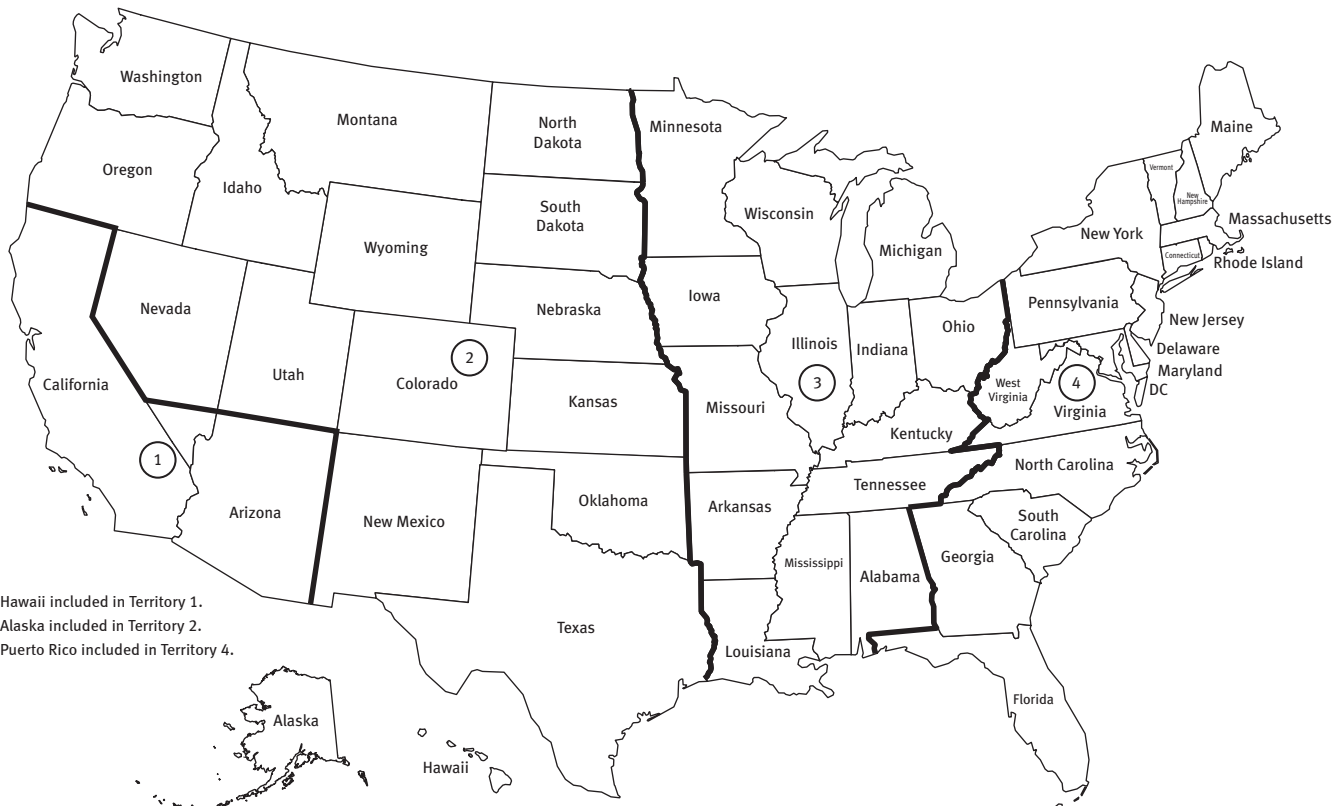 Washington
Montana
North
Dakota
Minnesota
Maine
Oregon
Idaho
South
Dakota
Wisconsin
Vermont
New
Hampshire
Massachusetts
Wyoming
Michigan
New York
Connecticut
Rhode Island
Nevada
Nebraska
Iowa
Pennsylvania
New Jersey
Ohio
Illinois
Indiana
Delaware
Maryland
DC
California
Utah
2
Colorado
Kansas
3
Missouri
West
Virginia
4
Virginia
Kentucky
1
North Carolina
Tennessee
Arizona
New Mexico
Oklahoma
Arkansas
South
Carolina
Georgia
Mississippi
Alabama
Hawaii included in Territory 1.
Alaska included in Territory 2.
Puerto Rico included in Territory 4.
Texas
Louisiana
Florida
Alaska
Hawaii